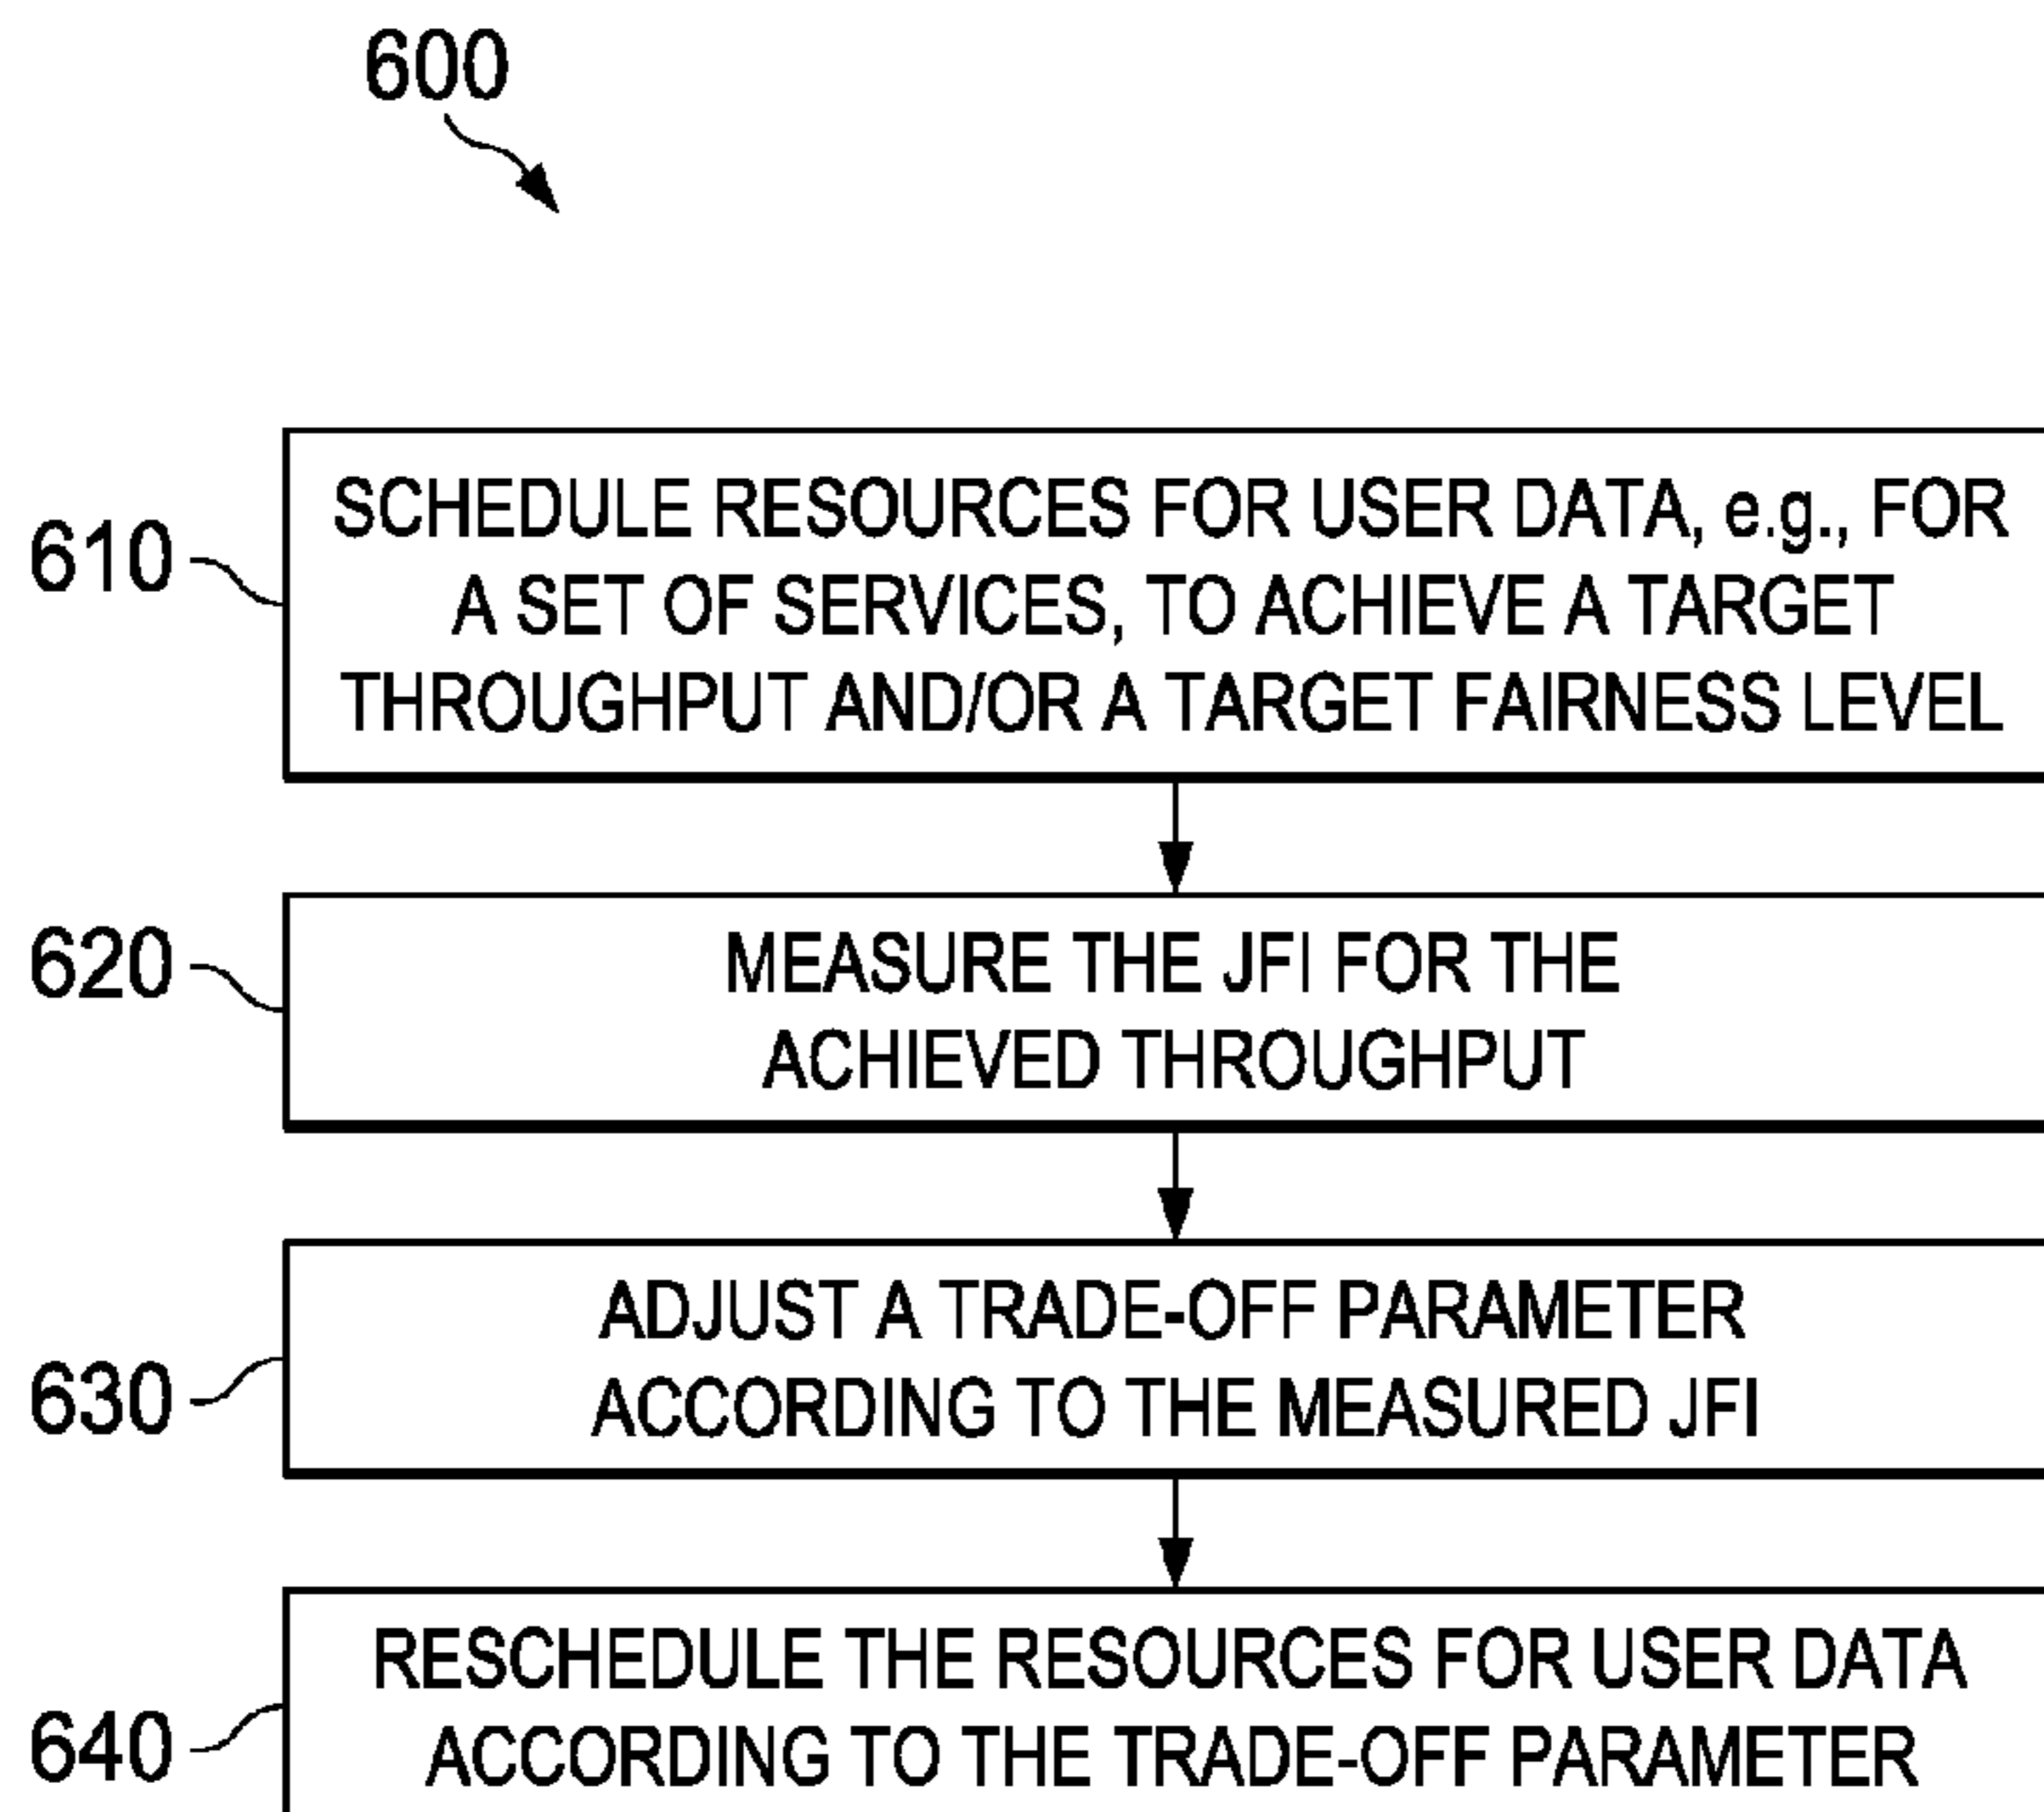 600
610
SCHEDULE RESOURCES FOR USER DATA, e.g., FOR
A SET OF SERVICES, TO ACHIEVE A TARGET
THROUGHPUT AND/OR A TARGET FAIRNESS LEVEL
620
MEASURE THE JFI FOR THE
ACHIEVED THROUGHPUT
630
ADJUST A TRADE-OFF PARAMETER
ACCORDING TO THE MEASURED JFI
640
RESCHEDULE THE RESOURCES FOR USER DATA
ACCORDING TO THE TRADE-OFF PARAMETER